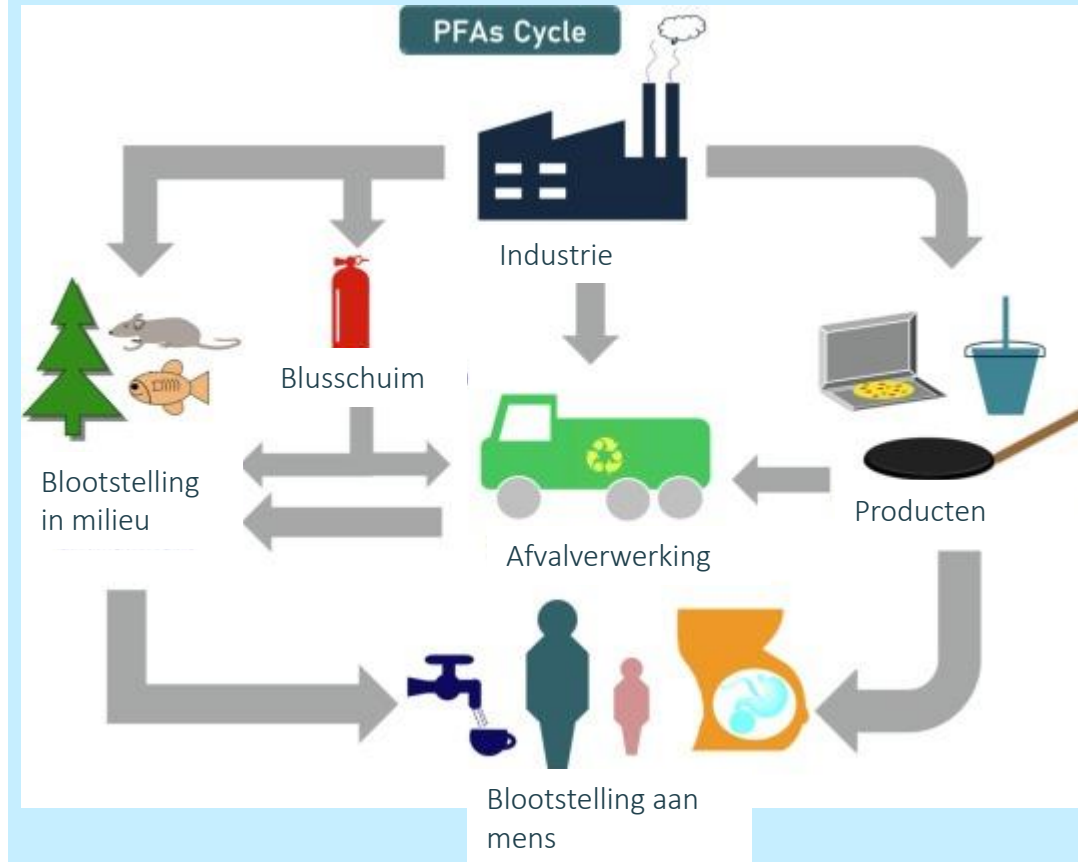 PFAs Cycle
Industrie
Blusschuim
Blootstelling
in milieu
Producten
Afvalverwerking
Blootstelling aan
mens